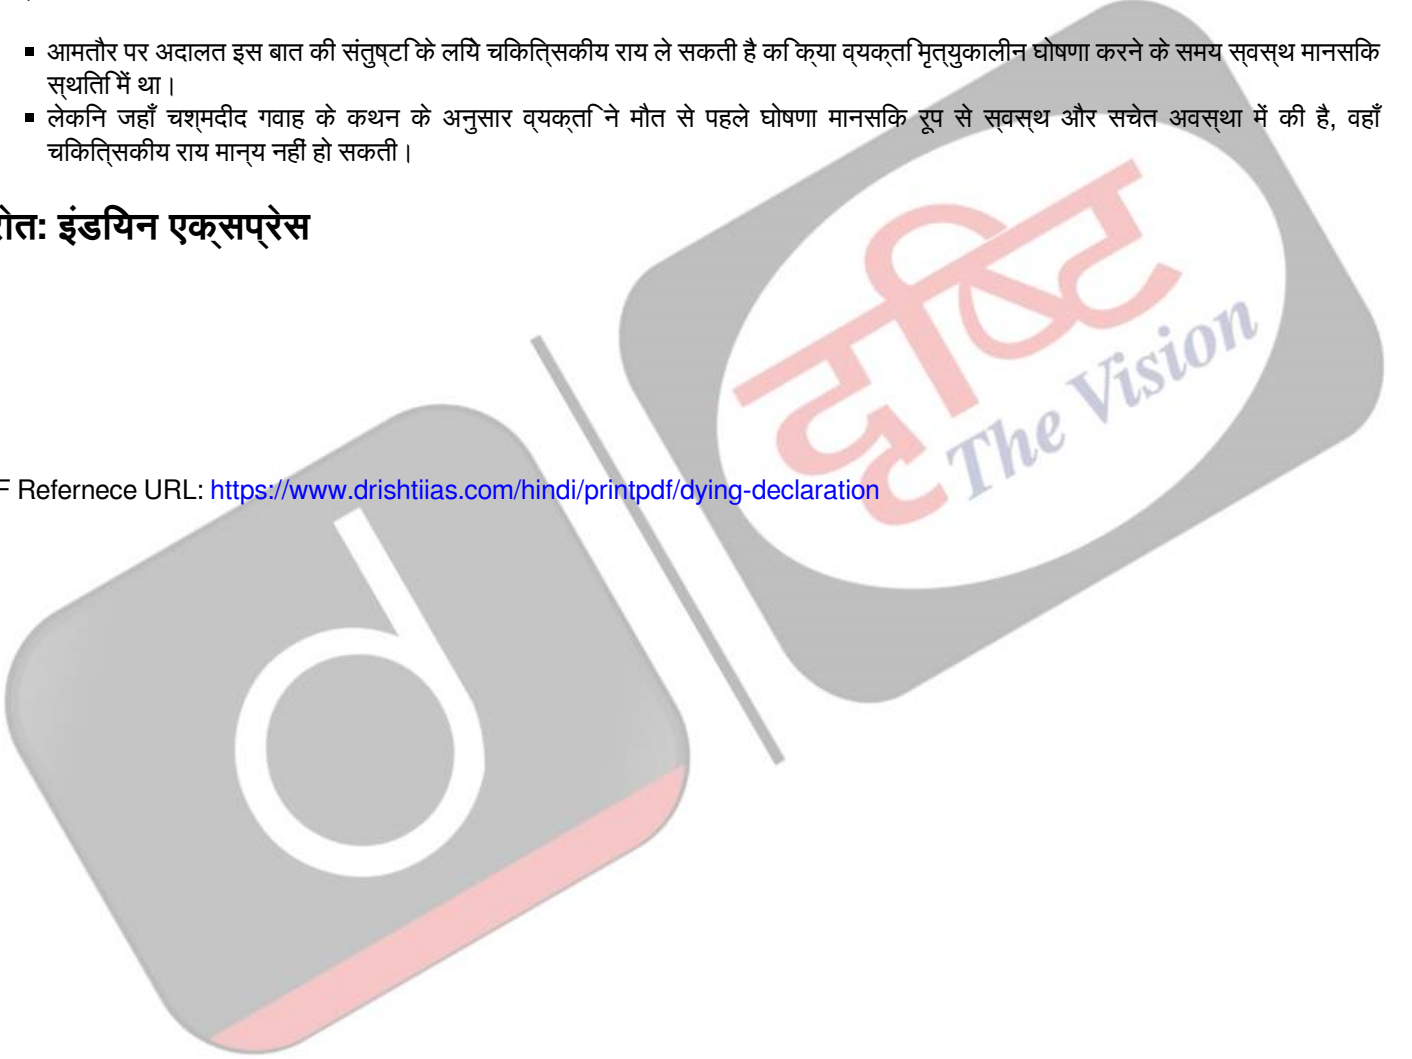 ▪ आमतौर पर अदालत इस बात की संतुष्टि के लिये चिकित्सकीय राय ले सकती है कि क्या व्यक्ति मृत्युकालीन घोषणा करने के समय स्वस्थ मानसिक
स्थिति में था।
▪ लेकिन जहाँ चश्मदीद गवाह के कथन के अनुसार व्यक्ति ने मौत से पहले घोषणा मानसिक रूप से स्वस्थ और सचेत अवस्था में की है, वहाँ
चिकित्सकीय राय मान्य नहीं हो सकती।
रोत: इंडियन एक्सप्रेस
F Refernece URL: https://www.drishtiias.com/hindi/printpdf/dying-declaration
दृष्टि
The Vision
d